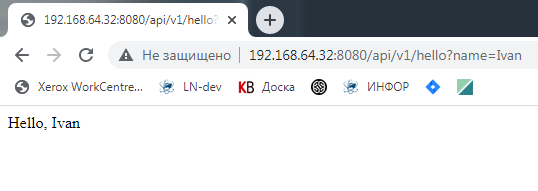 192.168.64.32:8080/api/v1/hello?
Не защищено 192.168.64.32:8080/api/v1/hello?name=Ivan
Xerox WorkCentre... LN-dev KB Доска ИНФОР
Hello, Ivan